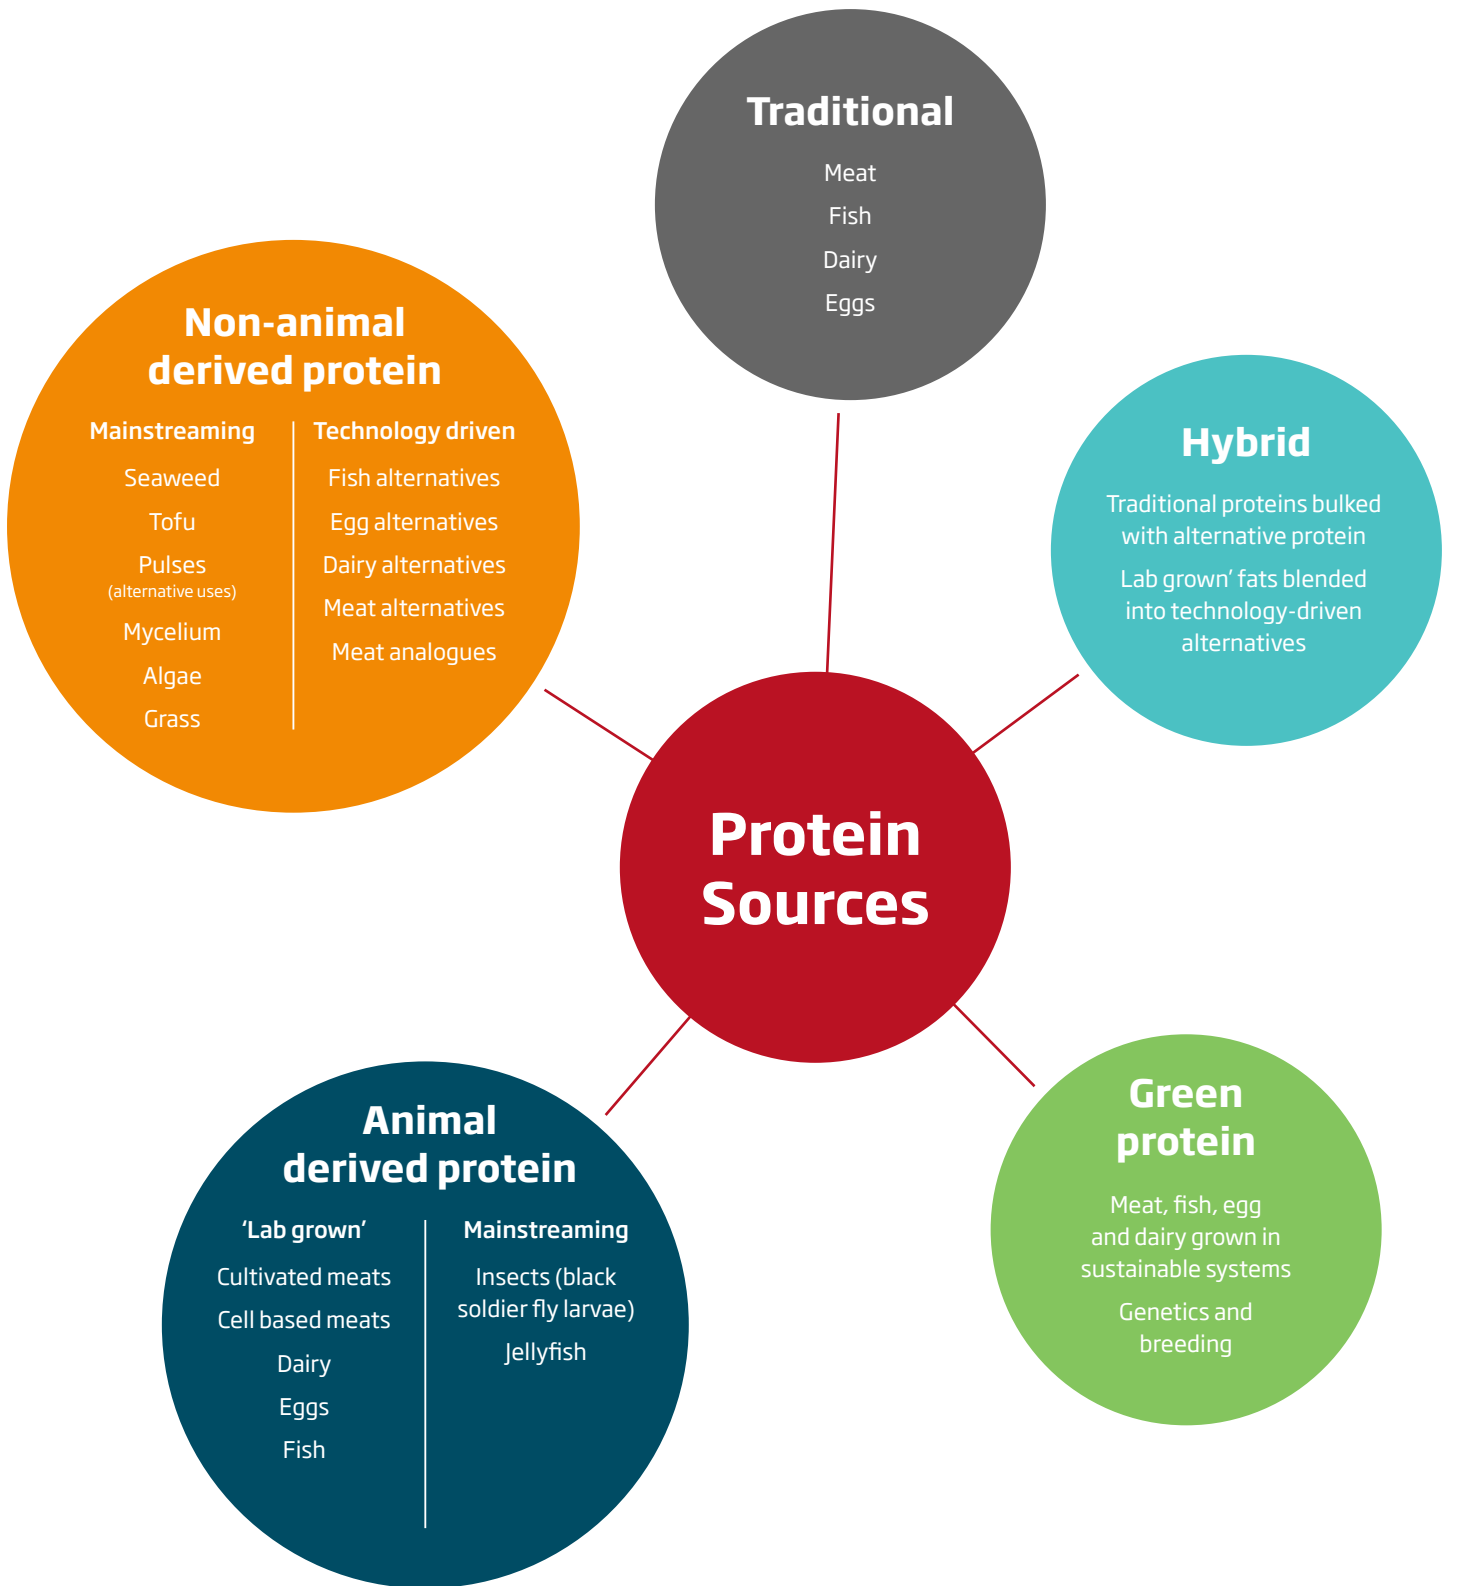 Traditional
Meat
Fish
Dairy
Eggs
Non-animal
derived protein
Mainstreaming
Seaweed
Tofu
Pulses
(alternative uses)
Mycelium
Algae
Grass
Technology driven
Fish alternatives
Egg alternatives
Dairy alternatives
Meat alternatives
Meat analogues
Hybrid
Traditional proteins bulked
with alternative protein
Lab grown’ fats blended
into technology-driven
alternatives
Protein
Sources
Animal
derived protein
‘Lab grown’
Cultivated meats
Cell based meats
Dairy
Eggs
Fish
Mainstreaming
Insects (black
soldier fly larvae)
Jellyfish
Green
protein
Meat, fish, egg
and dairy grown in
sustainable systems
Genetics and
breeding